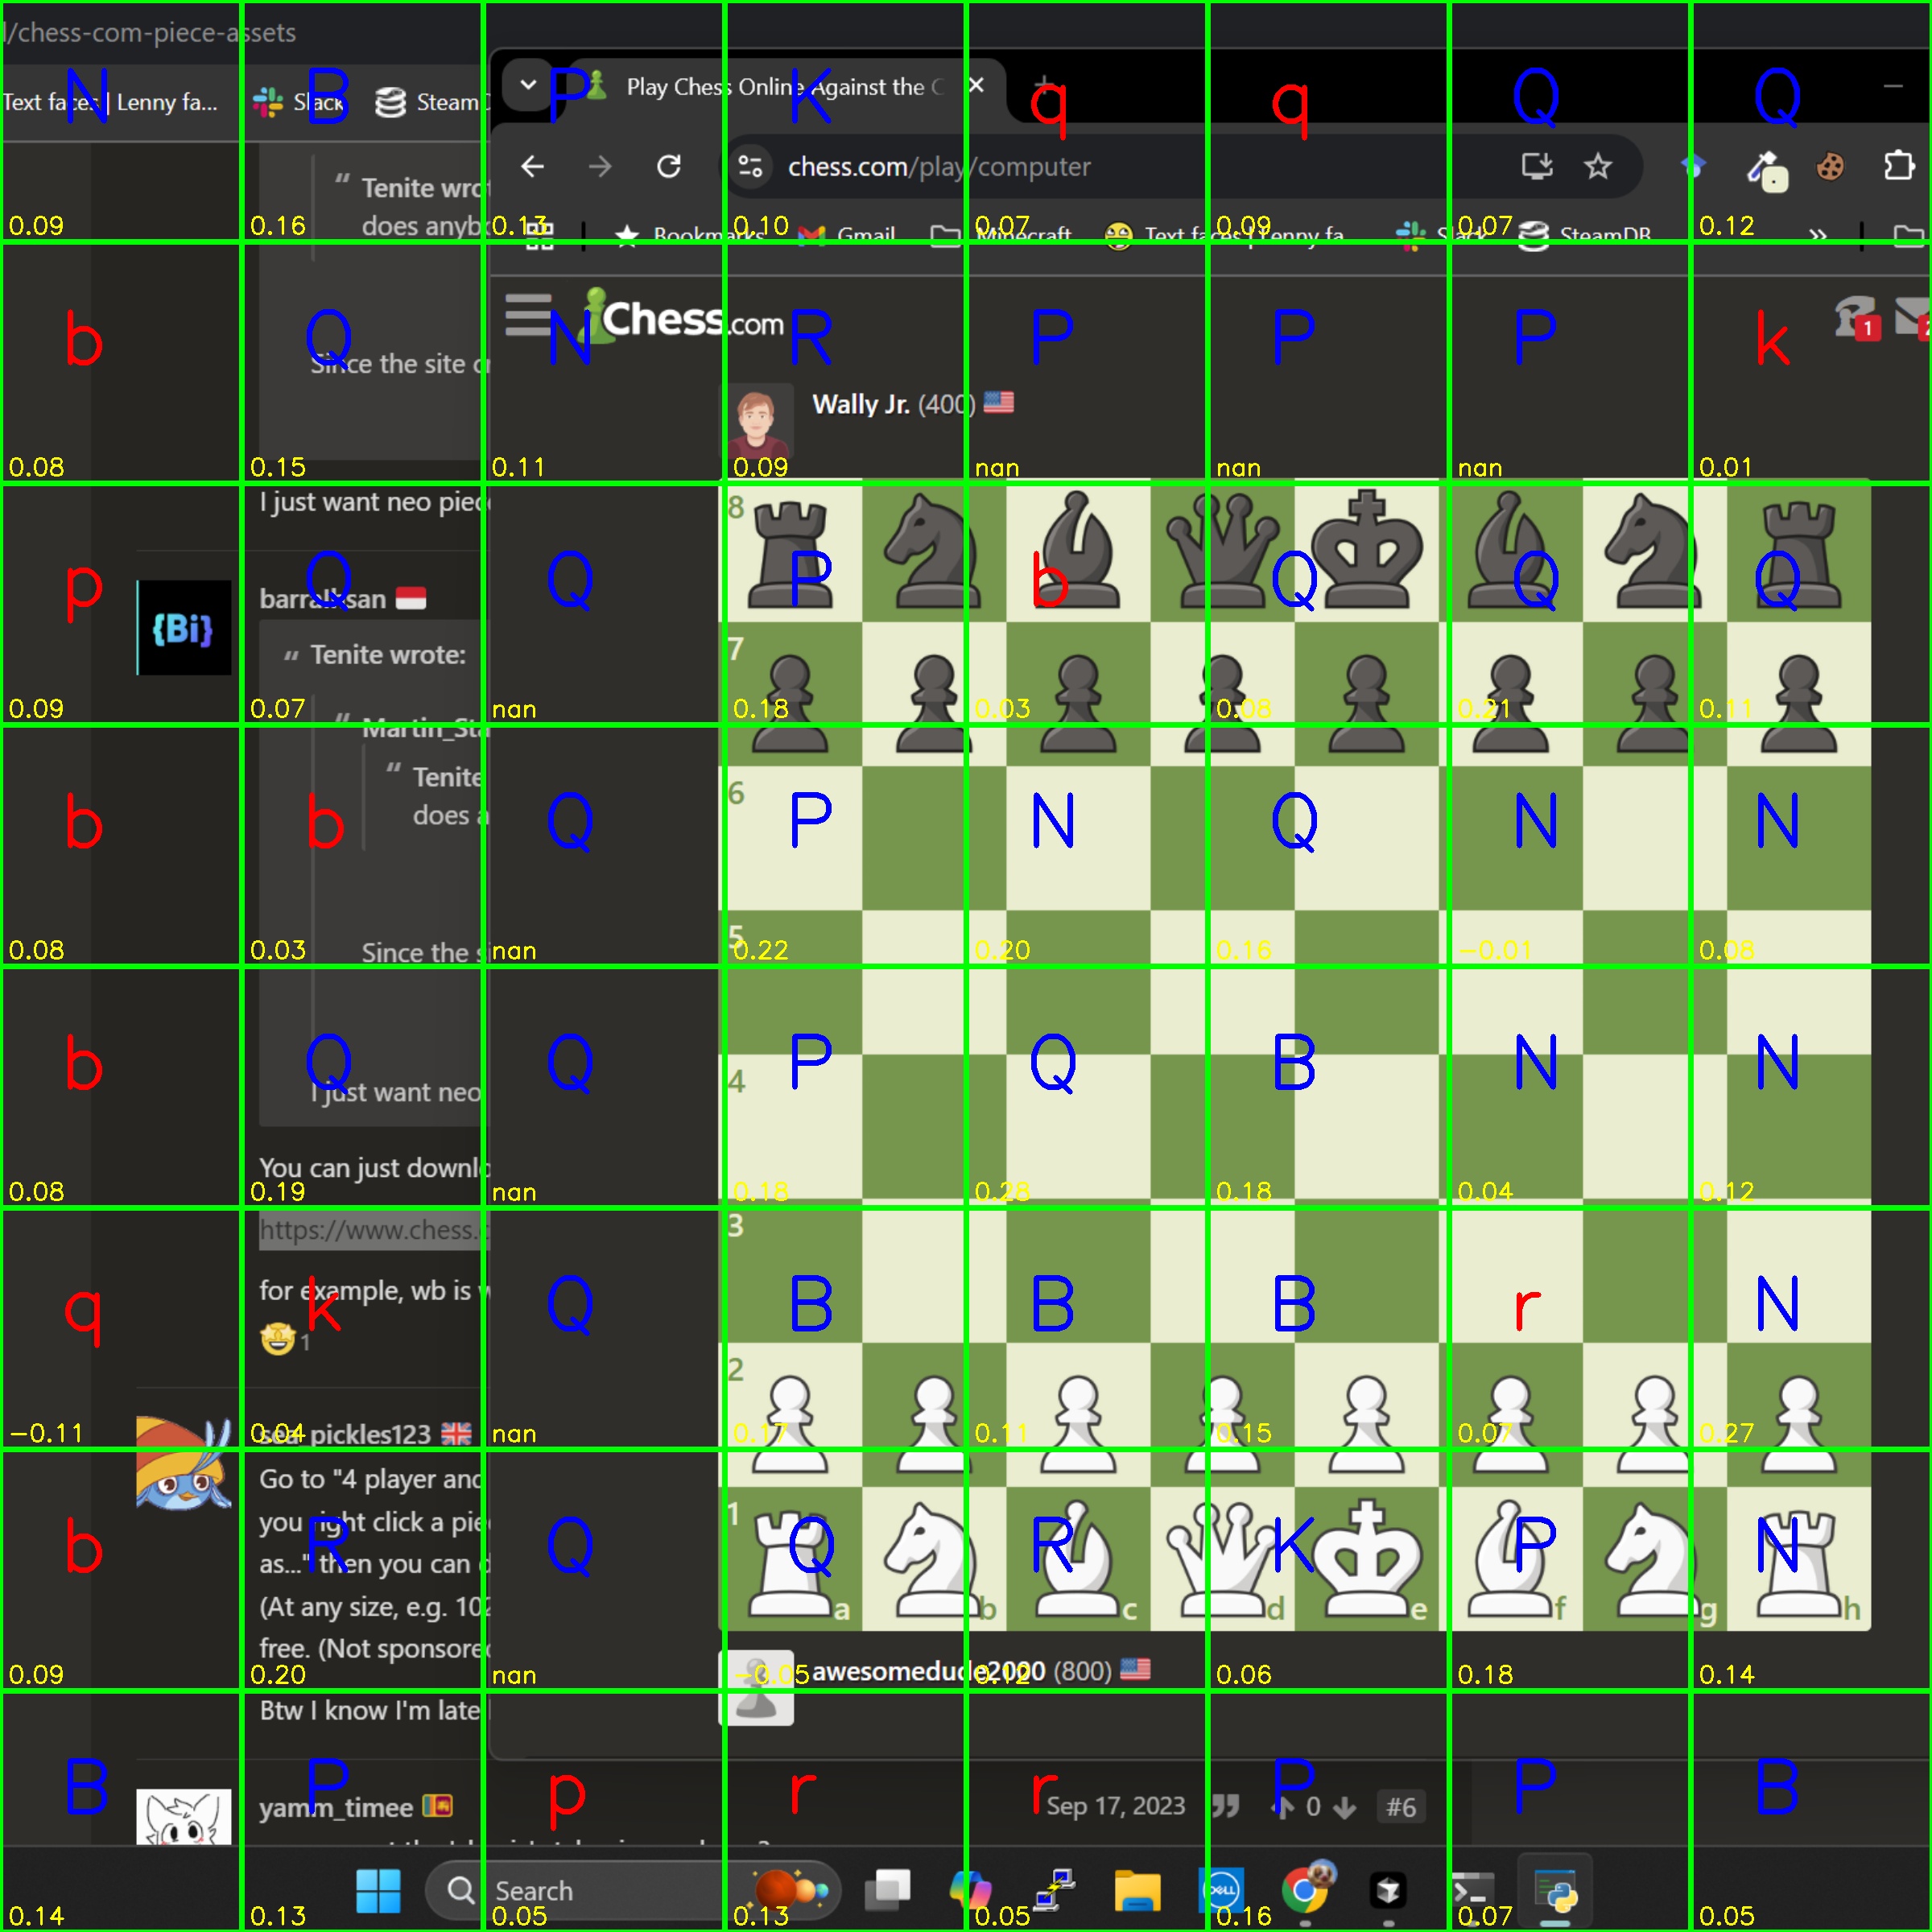 l/chess-com-piece-assets
Text faces | Lenny fa...
Slack
Play Chess Online Against the C
chess.com/play/computer
Bookmarks
Gmail
Minecraft
Text faces | Lenny fa...
Slack
SteamDB
N B P K q q Q Q
0.09 0.16 0.13 0.10 0.07 0.09 0.07 0.12
“ Tenite wrot
does anyb
Chess.com
1
b Q N R P P P k
Since the site
Wally Jr. (400)
0.08 0.15 0.11 0.09 nan nan nan 0.01
I just want neo piec
p Q Q P b Q Q Q
8
barralksan
{Bi}
“ Tenite wrote:
7
0.09 0.07 nan 0.18 0.03 0.08 0.21 0.11
“ Martin_Sta
“ Tenite
does a
b b Q P N Q N N
6
5
Since the s
0.08 0.03 nan 0.22 0.20 0.16 -0.01 0.08
b Q Q P Q B N N
4
I just want neo
You can just downlo
0.08 0.19 nan 0.18 0.28 0.18 0.04 0.12
https://www.chess.c
3
for example, wb is w
1
q k Q B B B r N
2
sea_pickles123
-0.11 0.04 nan 0.17 0.11 0.15 0.07 0.27
Go to "4 player and
you right click a pie
as..." then you can d
(At any size, e.g. 102
free. (Not sponsored
b R Q Q R K P N
1
a b c d e f g h
awesomedude2000 (800)
0.09 0.20 nan -0.05 0.12 0.06 0.18 0.14
Btw I know I'm late
B P p r r P P B
yamm_timee
Sep 17, 2023
0
#6
Search
DELL
0.14 0.13 0.05 0.13 0.05 0.16 0.07 0.05